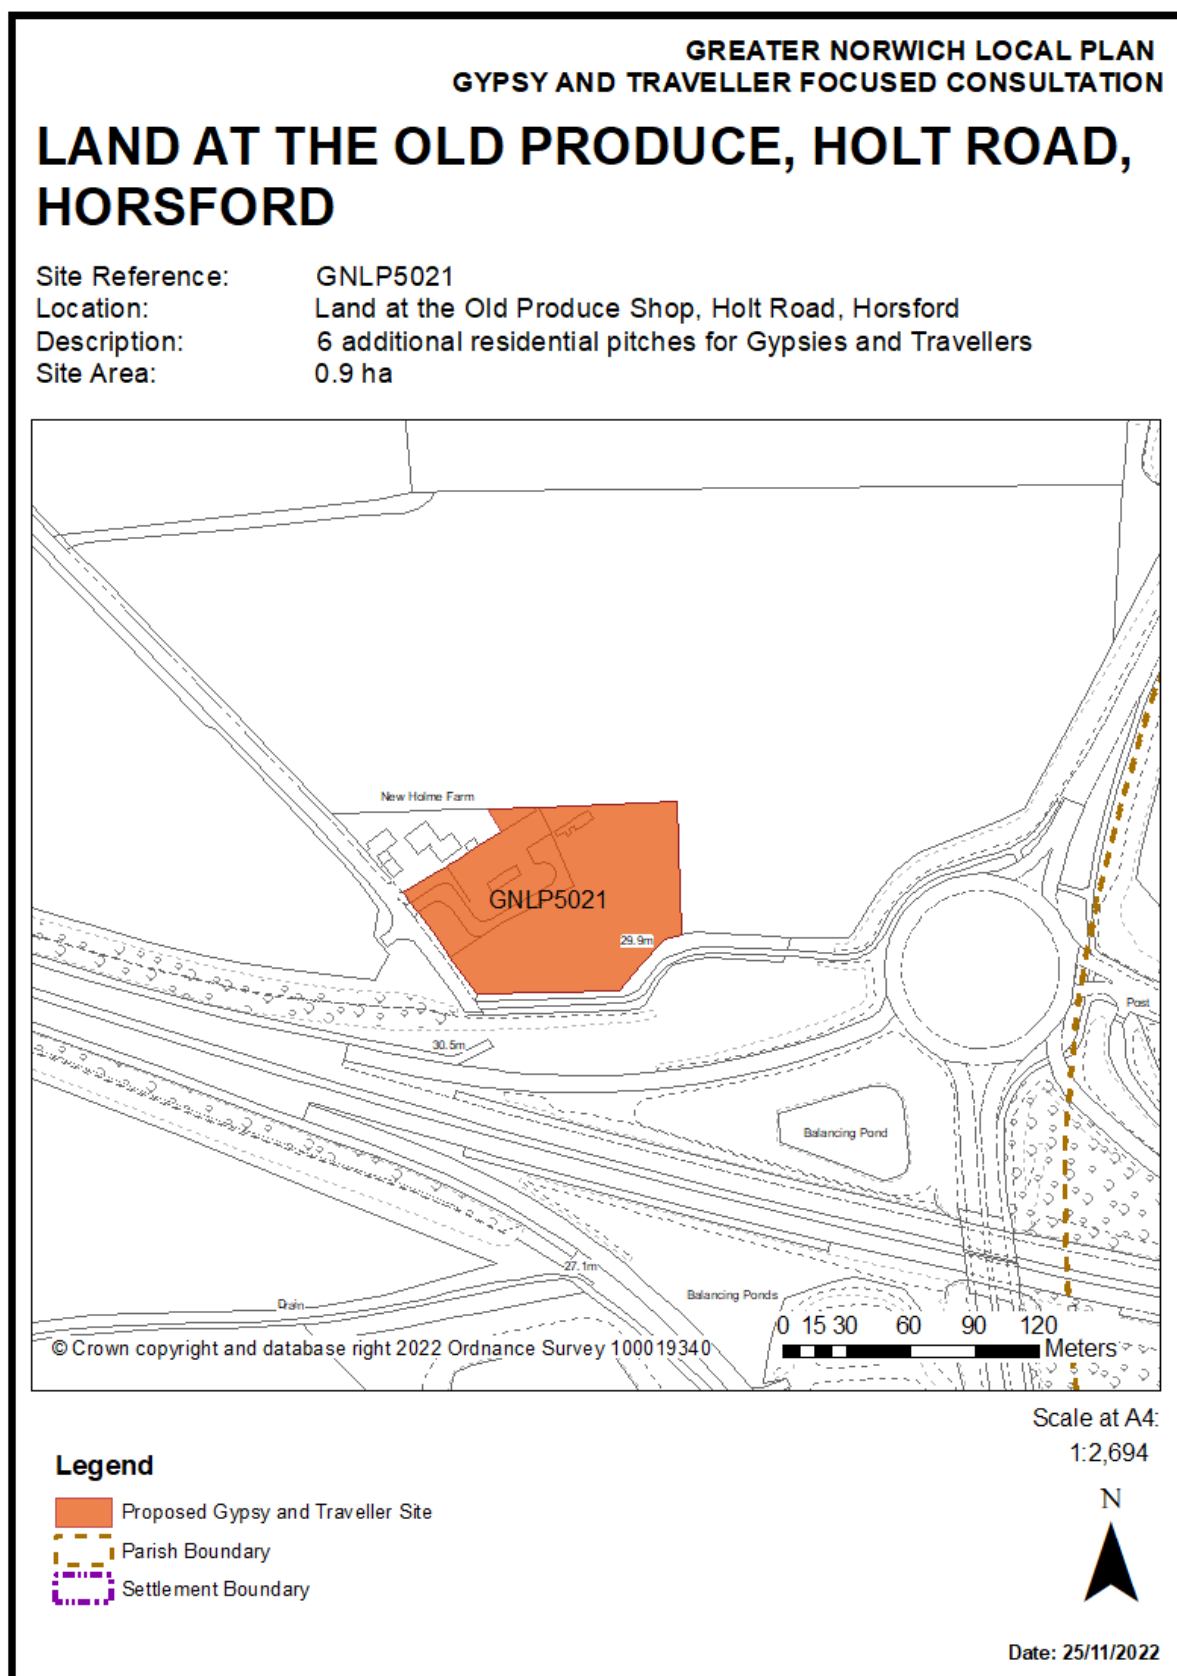 GREATER NORWICH LOCAL PLAN
GYPSY AND TRAVELLER FOCUSED CONSULTATION
LAND AT THE OLD PRODUCE, HOLT ROAD,
HORSFORD
Site Reference: GNLP5021
Location: Land at the Old Produce Shop, Holt Road, Horsford
Description: 6 additional residential pitches for Gypsies and Travellers
Site Area: 0.9 ha
New Holme Farm
GNLP5021
29.9m
Post
30.5m
Balancing Pond
27.1m
Balancing Ponds
Drain
0 15 30 60 90 120
Meters
© Crown copyright and database right 2022 Ordnance Survey 100019340
Scale at A4:
1:2,694
Legend
Proposed Gypsy and Traveller Site
Parish Boundary
Settlement Boundary
N
Date: 25/11/2022